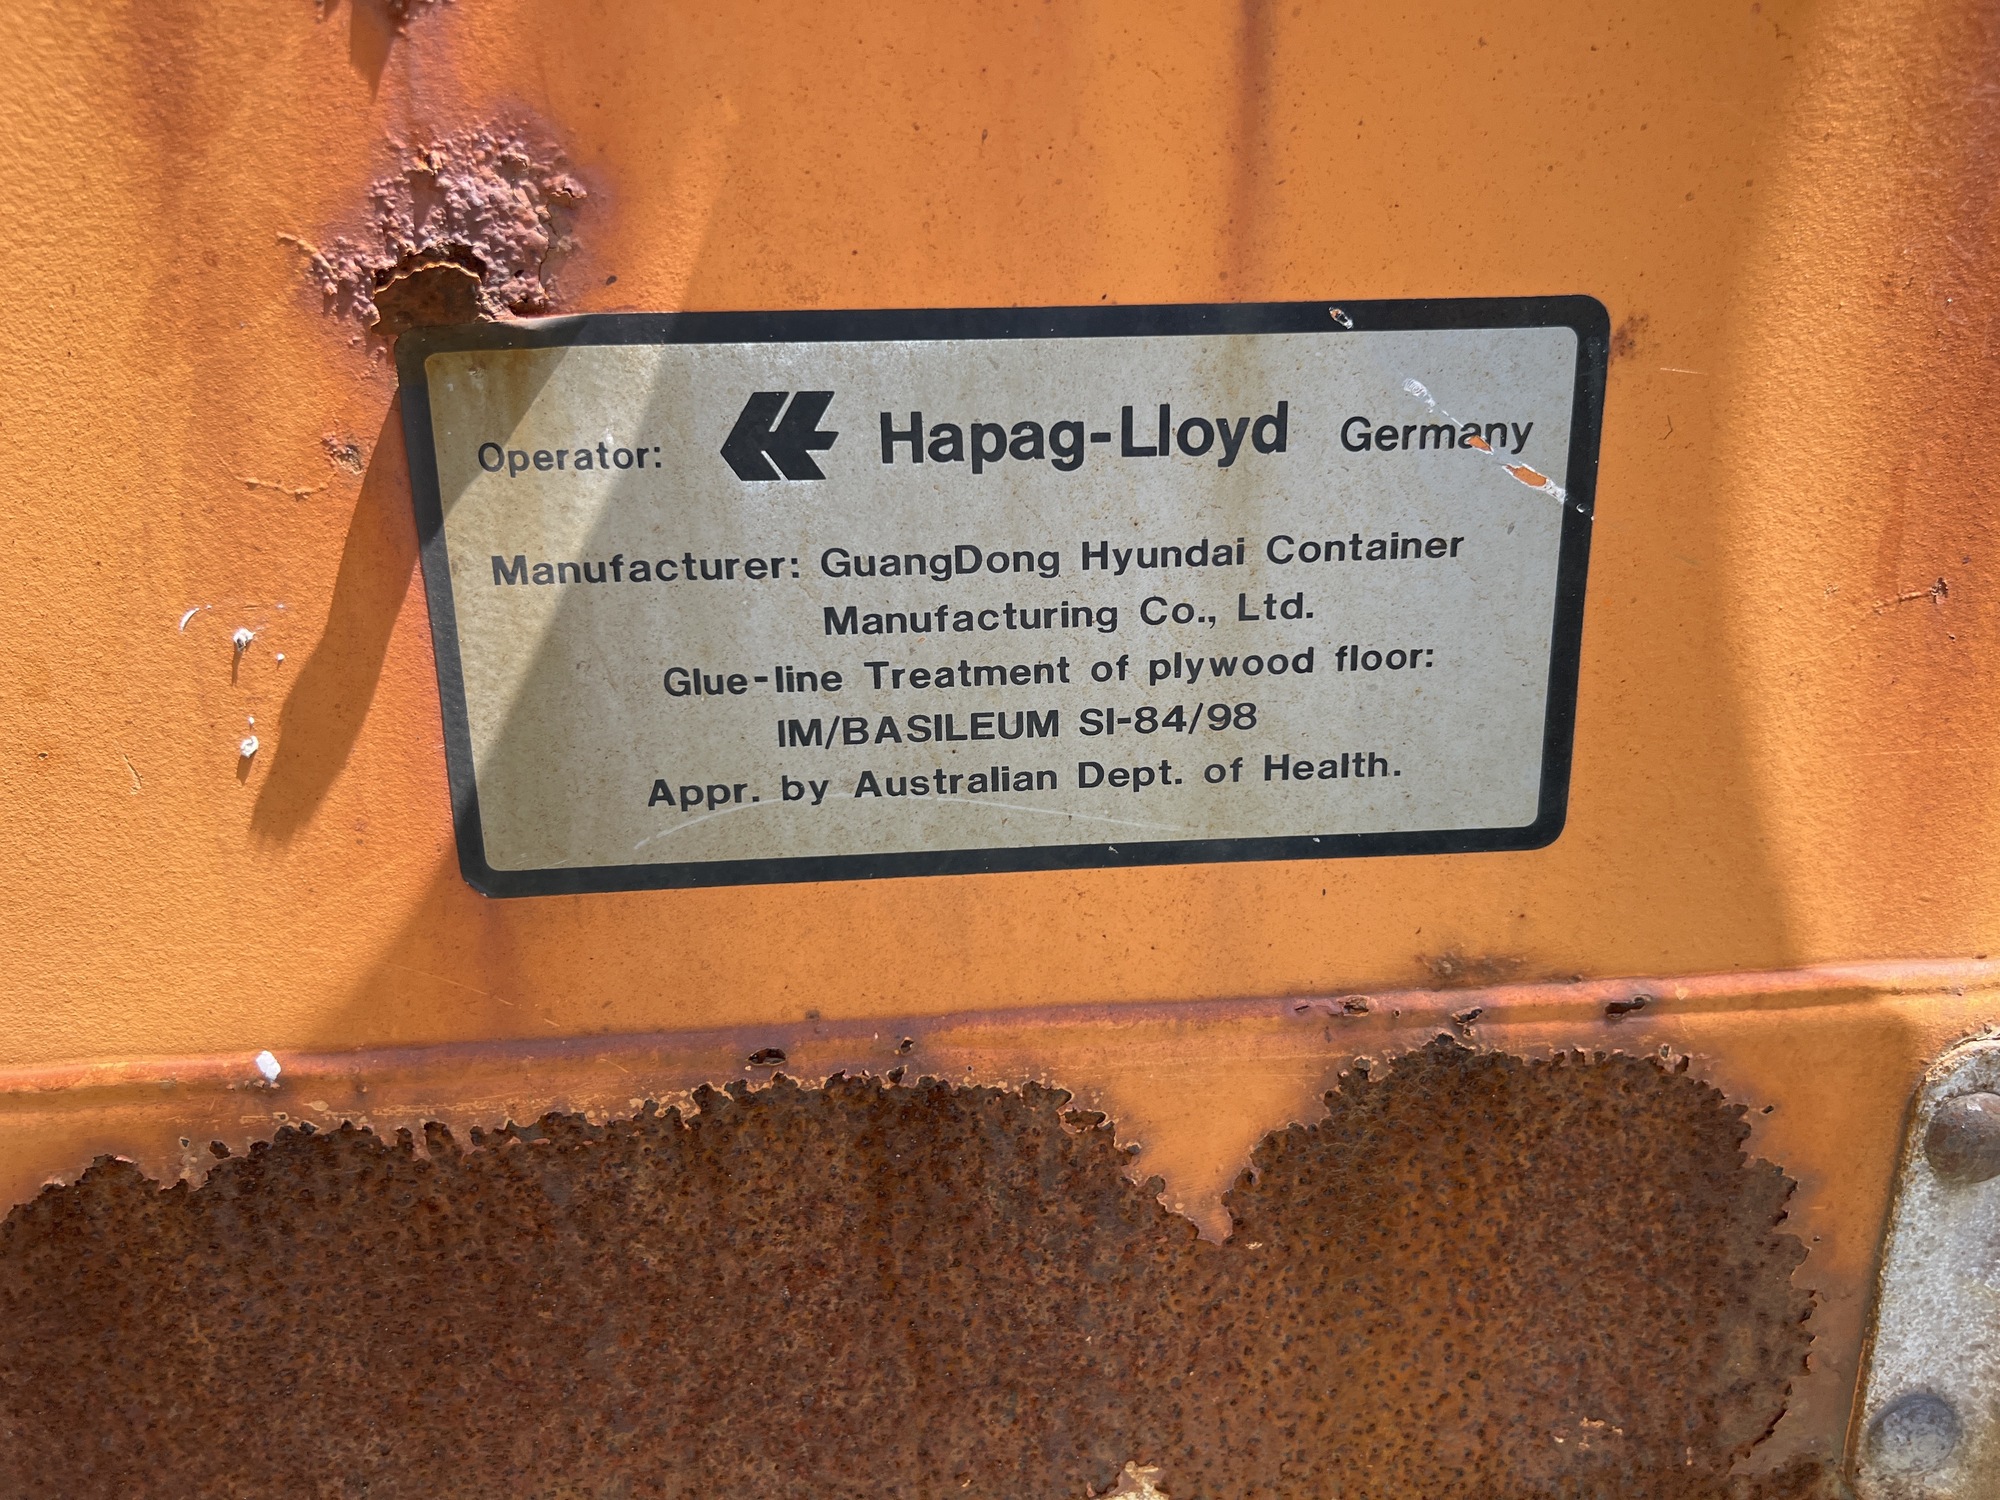 Operator: Hapag-Lloyd Germany
Manufacturer: GuangDong Hyundai Container
Manufacturing Co., Ltd.
Glue-line Treatment of plywood floor:
IM/BASILEUM SI-84/98
Appr. by Australian Dept. of Health.